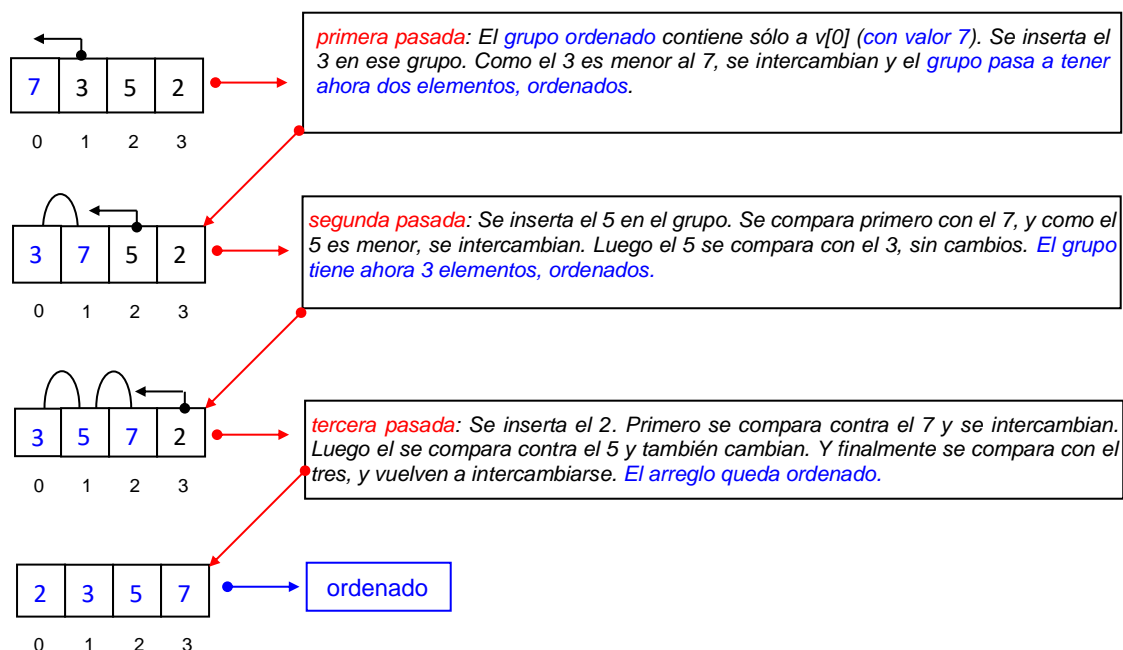 primera pasada: El grupo ordenado contiene sólo a v[0] (con valor 7). Se inserta el
3 en ese grupo. Como el 3 es menor al 7, se intercambian y el grupo pasa a tener
ahora dos elementos, ordenados.
7 3 5 2
0 1 2 3
segunda pasada: Se inserta el 5 en el grupo. Se compara primero con el 7, y como el
5 es menor, se intercambian. Luego el 5 se compara con el 3, sin cambios. El grupo
tiene ahora 3 elementos, ordenados.
3 7 5 2
0 1 2 3
tercera pasada: Se inserta el 2. Primero se compara contra el 7 y se intercambian.
Luego el se compara contra el 5 y también cambian. Y finalmente se compara con el
tres, y vuelven a intercambiarse. El arreglo queda ordenado.
3 5 7 2
0 1 2 3
2 3 5 7
ordenado
0 1 2 3